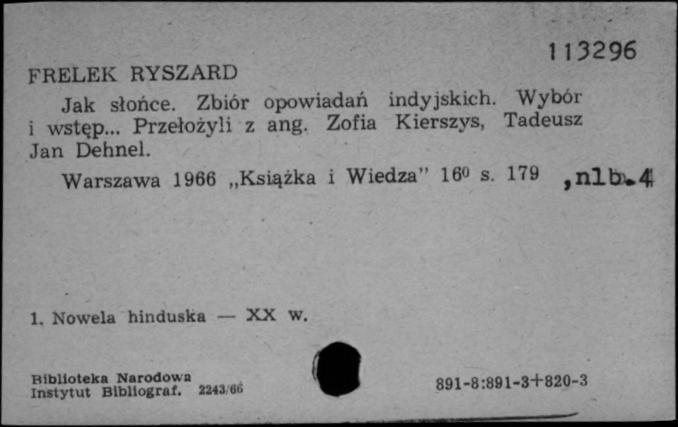 113296
FRELEK RYSZARD
Jak słońce. Zbiór opowiadań indyjskich. Wybór
i wstęp... Przełożyli z ang. Zofia Kierszys, Tadeusz
Jan Dehnel.
Warszawa 1966 „Książka i Wiedza” 16⁰ s. 179 ,nlb.4
1. Nowela hinduska — XX w.
Biblioteka Narodowa
Instytut Bibliograf. 2243/66
891-8:891-3+820-3